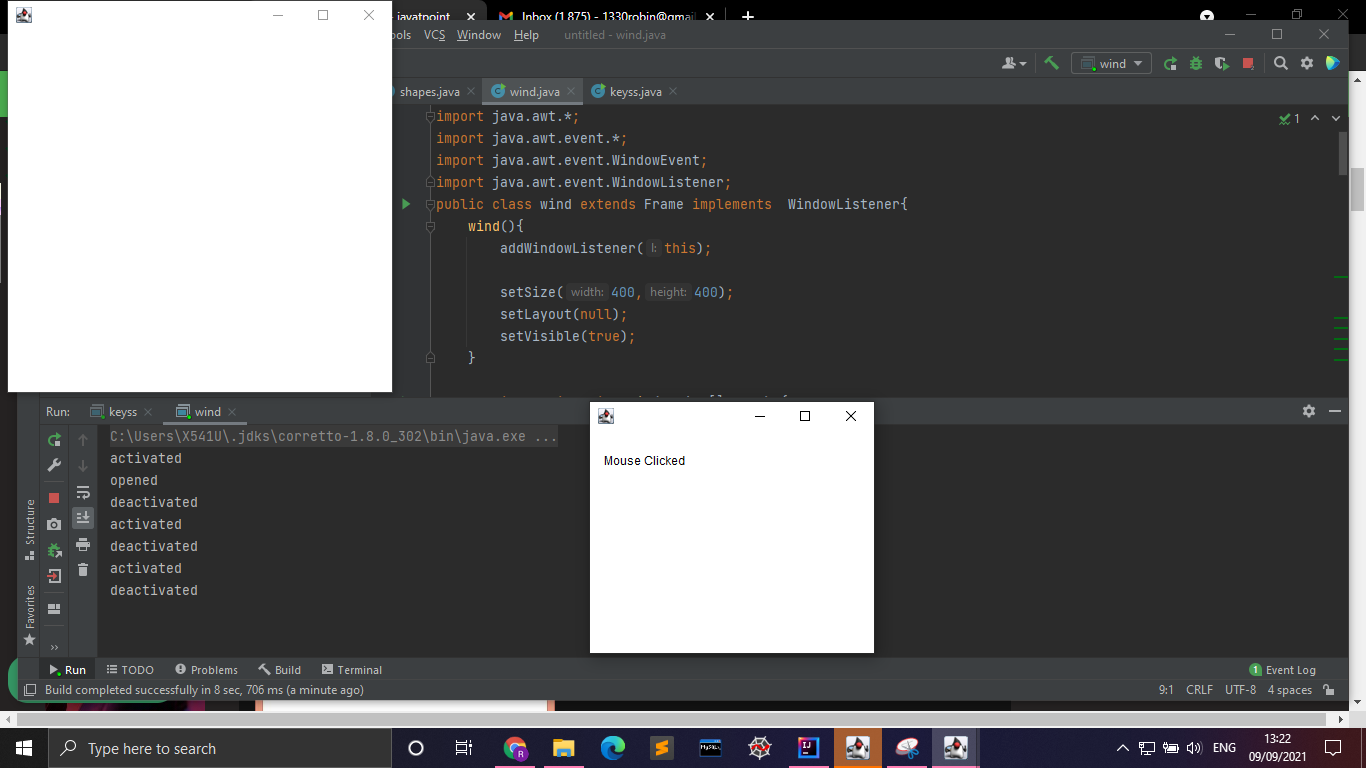 - javatpoint
Inbox (1,875) - 1330robin@gmai
ools VCS Window Help untitled - wind.java
wind
shapes.java wind.java keyss.java
import java.awt.*;
1
import java.awt.event.*;
import java.awt.event.WindowEvent;
import java.awt.event.WindowListener;
public class wind extends Frame implements  WindowListener{
wind(){
addWindowListener( l: this);
setSize( width: 400, height: 400);
setLayout(null);
setVisible(true);
}
Run: keyss wind
C:\Users\X541U\.jdks\corretto-1.8.0_302\bin\java.exe ...
activated
opened
deactivated
activated
deactivated
activated
deactivated
Mouse Clicked
Structure
Favorites
Run TODO Problems Build Terminal
1 Event Log
Build completed successfully in 8 sec, 706 ms (a minute ago)
9:1 CRLF UTF-8 4 spaces
Type here to search
R
MySQL
IJ
ENG
13:22
09/09/2021